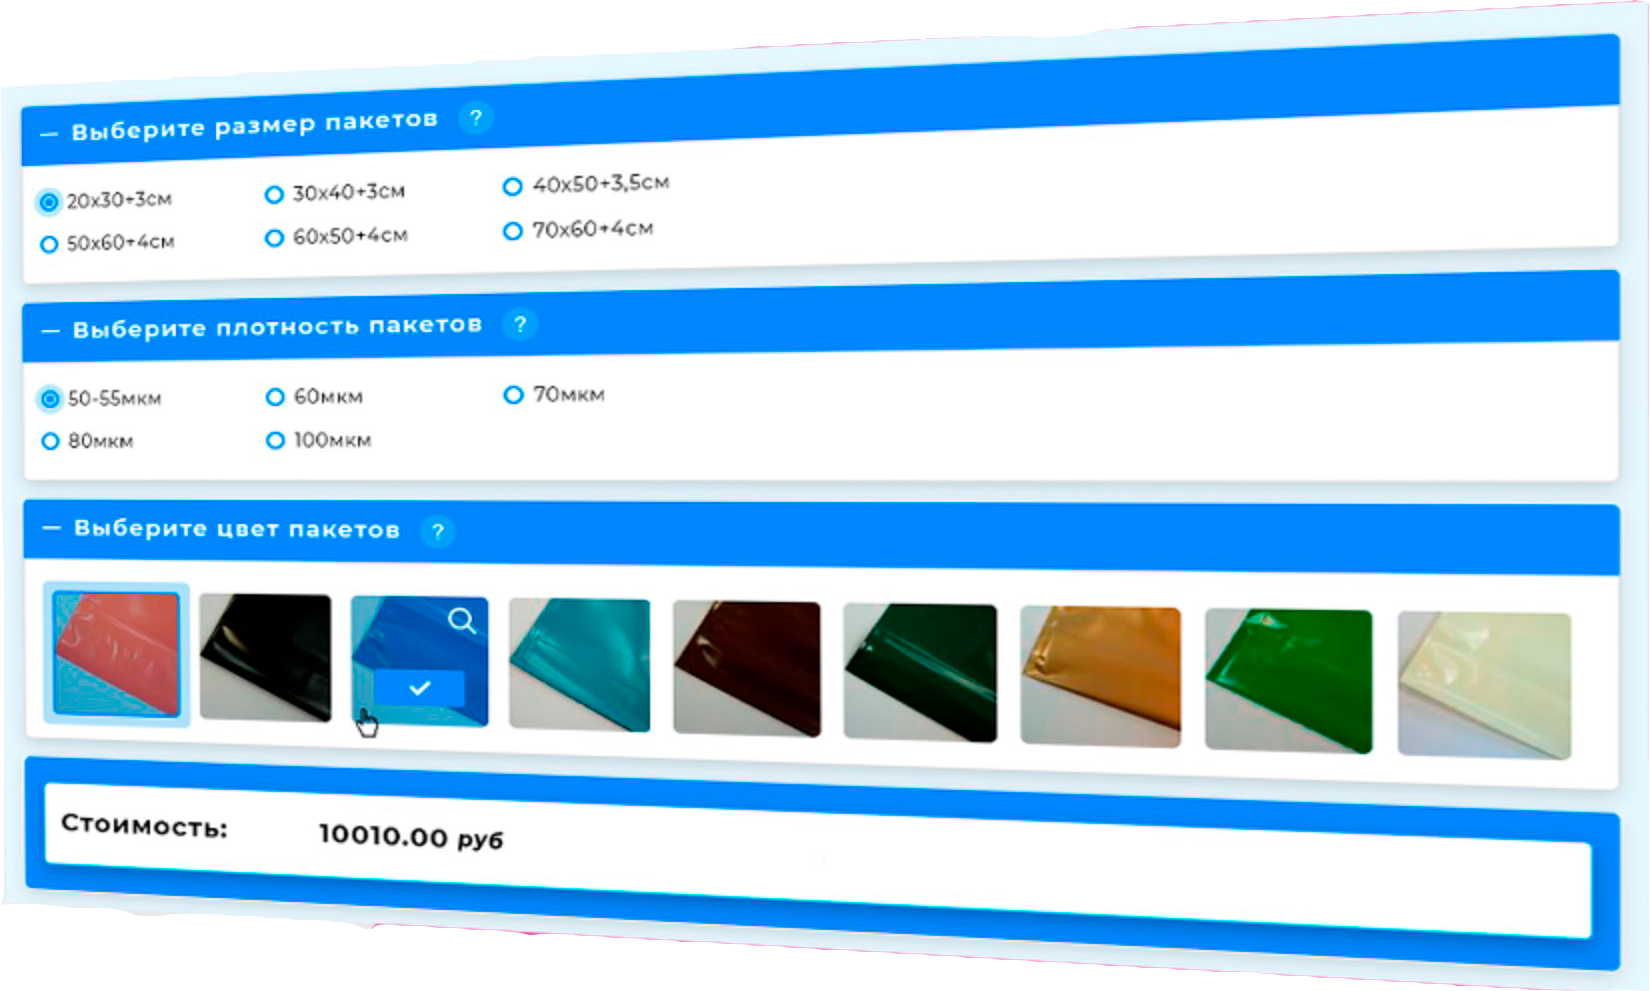 — Выберите размер пакетов ?
20x30+3см 30x40+3см 40x50+3,5см
50x60+4см 60x50+4см 70x60+4см
— Выберите плотность пакетов ?
50-55мкм 60мкм 70мкм
80мкм 100мкм
— Выберите цвет пакетов ?
Стоимость: 10010.00 руб